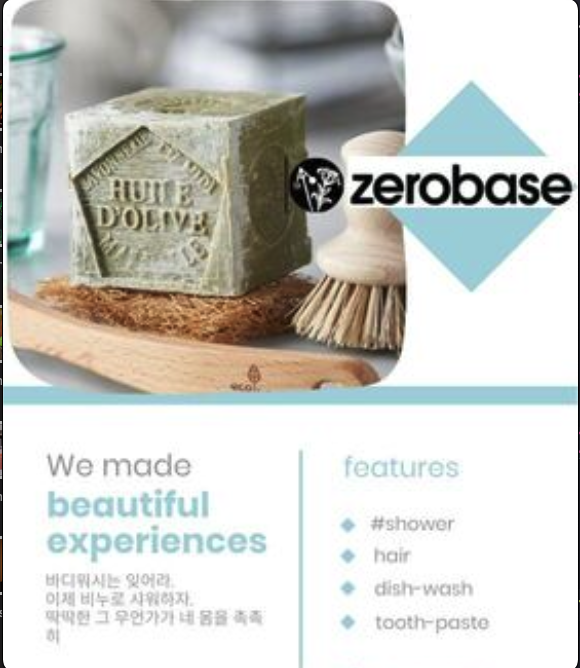 SAVONNERIE
HUILE
D'OLIVE
zerobase
We made
beautiful
experiences
바디워시는 잊어라.
이제 비누로 샤워하자.
딱딱한 그 무언가가 네 몸을 촉촉
히
features
#shower
hair
dish-wash
tooth-paste